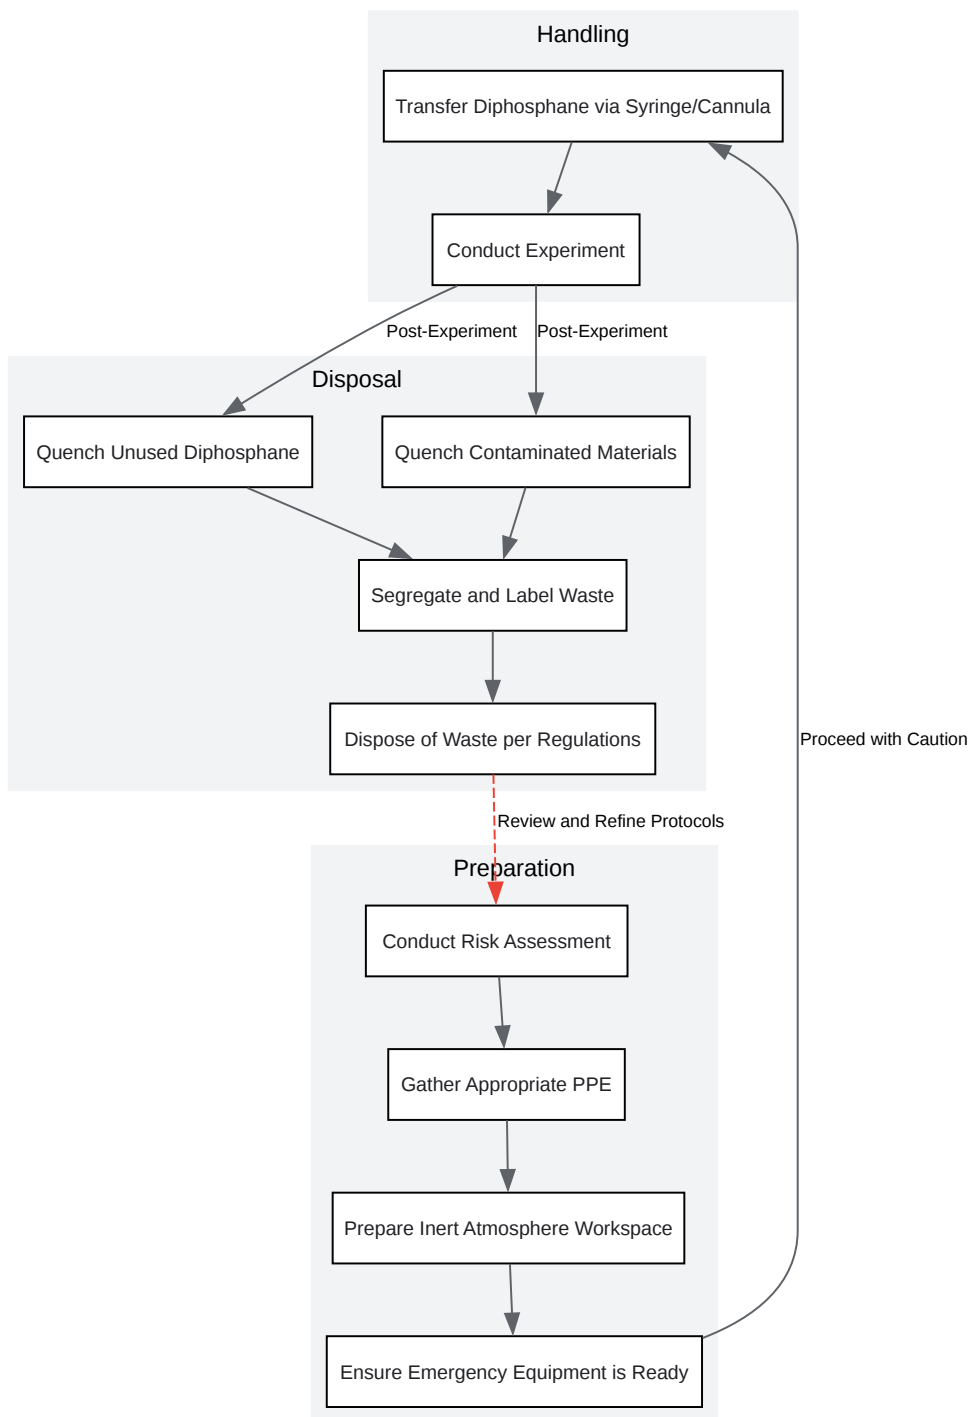 Handling
Transfer Diphosphane via Syringe/Cannula
Conduct Experiment
Post-Experiment
Post-Experiment
Disposal
Quench Unused Diphosphane
Quench Contaminated Materials
Segregate and Label Waste
Dispose of Waste per Regulations
Proceed with Caution
Review and Refine Protocols
Preparation
Conduct Risk Assessment
Gather Appropriate PPE
Prepare Inert Atmosphere Workspace
Ensure Emergency Equipment is Ready